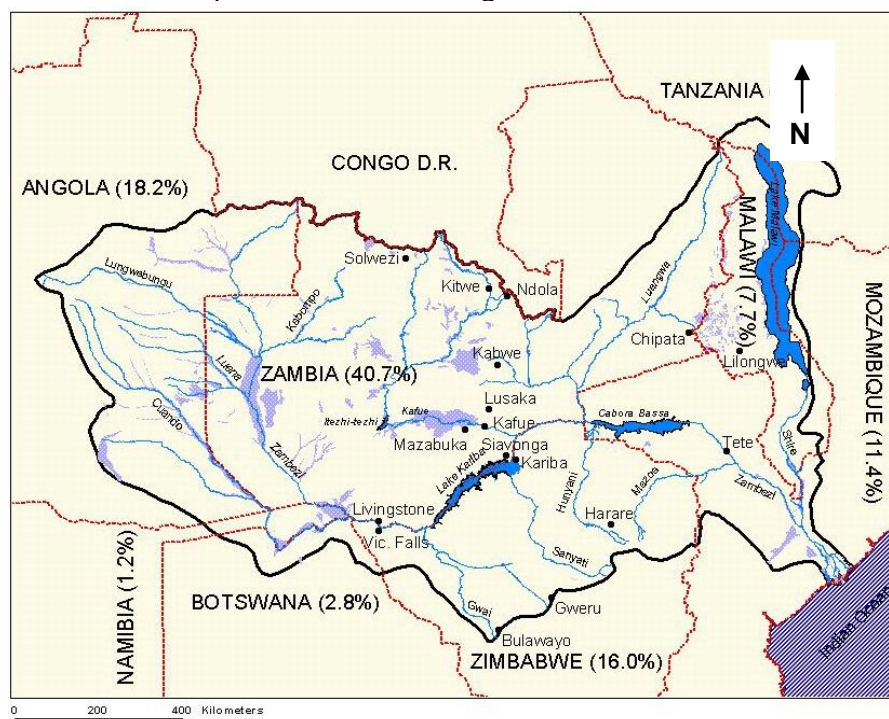 TANZANIA (
N
CONGO D.R.
ANGOLA (18.2%)
Lake Malawi
MALAWI (7.7%)
Solwezi
Lungwebungu
Luangwa
Kitwe
Ndola
Kabompo
MOZAMBIQUE (11.4%)
Chipata
Lilongwe
Kabwe
Luena
ZAMBIA (40.7%)
Lusaka
Cuando
Itezhi-tezhi
Kafue
Kafue
Cabora Bassa
Mazabuka
Siavonga
Tete
Shire
Zambezi
Kariba
Lake Kariba
Mazoe
Zambezi
Hunyani
Livingstone
Harare
Vic. Falls
Sanyati
NAMIBIA (1.2%)
BOTSWANA (2.8%)
Gwai
Gweru
Bulawayo
ZIMBABWE (16.0%)
Indian Ocean
0 200 400 Kilometers